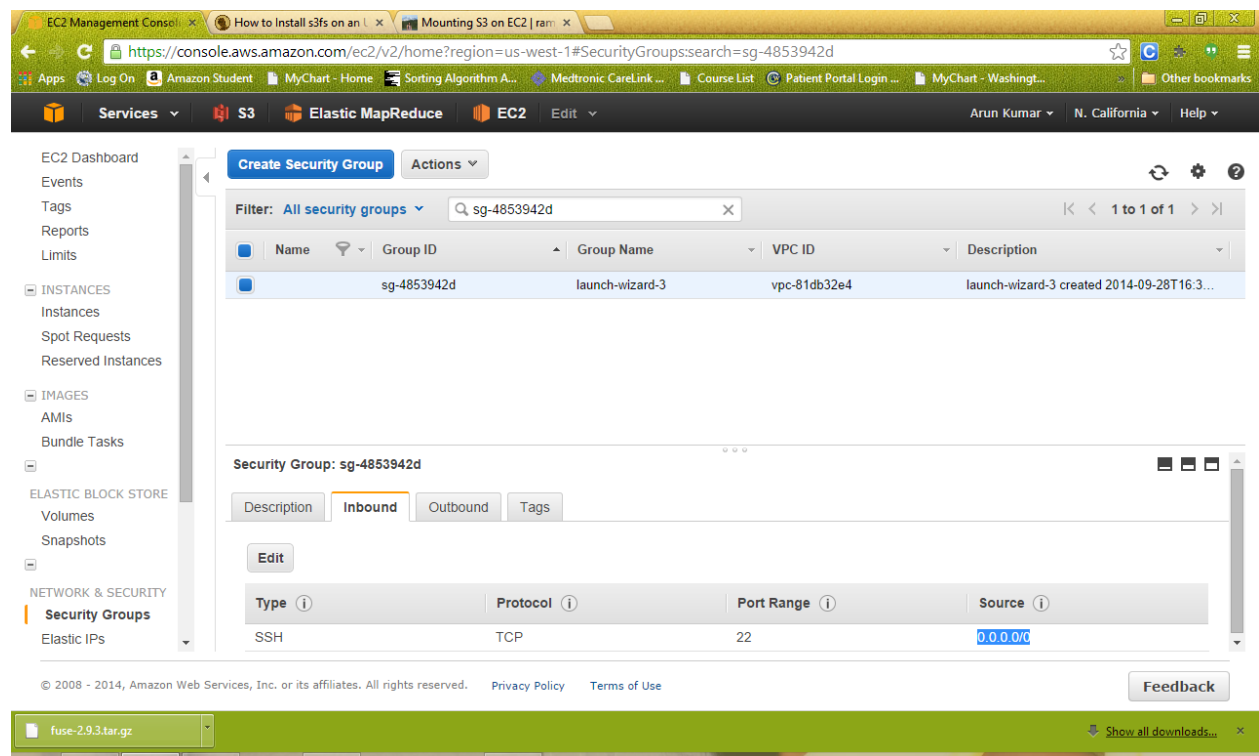 EC2 Management Consol
How to Install s3fs on an U
Mounting S3 on EC2 | ram
https://console.aws.amazon.com/ec2/v2/home?region=us-west-1#SecurityGroups:search=sg-4853942d
Apps Log On Amazon Student MyChart - Home Sorting Algorithm A... Medtronic CareLink ... Course List Patient Portal Login ... MyChart - Washingt... » Other bookmarks
Services S3 Elastic MapReduce EC2 Edit Arun Kumar N. California Help
EC2 Dashboard
Events
Tags
Reports
Limits
INSTANCES
Instances
Spot Requests
Reserved Instances
IMAGES
AMIs
Bundle Tasks
ELASTIC BLOCK STORE
Volumes
Snapshots
NETWORK & SECURITY
Security Groups
Elastic IPs
Create Security Group Actions
Filter: All security groups sg-4853942d 1 to 1 of 1
Name Group ID Group Name VPC ID Description
sg-4853942d launch-wizard-3 vpc-81db32e4 launch-wizard-3 created 2014-09-28T16:3...
Security Group: sg-4853942d
Description Inbound Outbound Tags
Edit
Type Protocol Port Range Source
SSH TCP 22 0.0.0.0/0
© 2008 - 2014, Amazon Web Services, Inc. or its affiliates. All rights reserved. Privacy Policy Terms of Use Feedback
fuse-2.9.3.tar.gz Show all downloads...